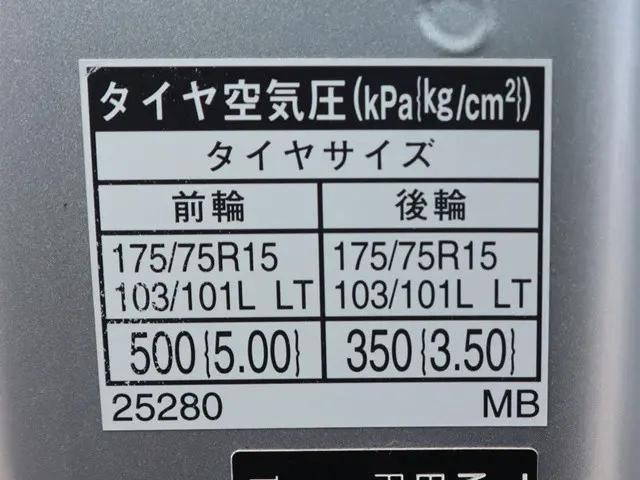 タイヤ空気圧(kPa{kg/cm²})
タイヤサイズ
前輪 後輪
175/75R15 175/75R15
103/101L LT 103/101L LT
500{5.00} 350{3.50}
25280 MB